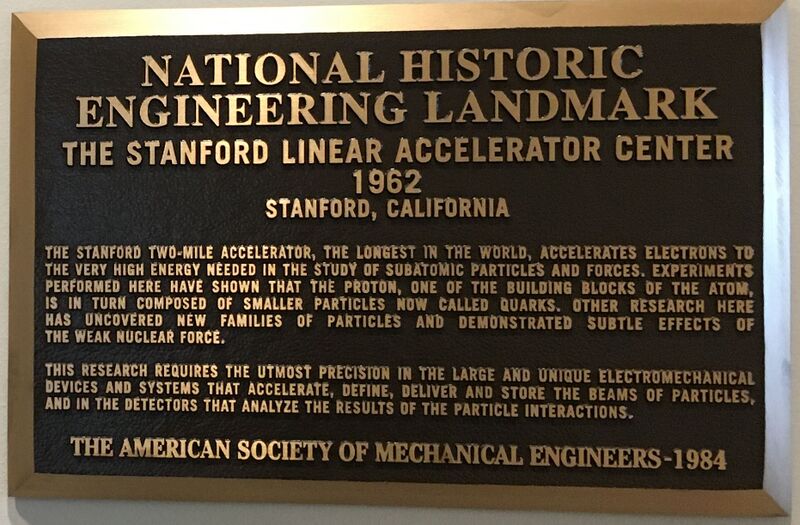 NATIONAL HISTORIC
ENGINEERING LANDMARK
THE STANFORD LINEAR ACCELERATOR CENTER
1962
STANFORD, CALIFORNIA
THE STANFORD TWO-MILE ACCELERATOR, THE LONGEST IN THE WORLD, ACCELERATES ELECTRONS TO
THE VERY HIGH ENERGY NEEDED IN THE STUDY OF SUBATOMIC PARTICLES AND FORCES. EXPERIMENTS
PERFORMED HERE HAVE SHOWN THAT THE PROTON, ONE OF THE BUILDING BLOCKS OF THE ATOM,
IS IN TURN COMPOSED OF SMALLER PARTICLES NOW CALLED QUARKS. OTHER RESEARCH HERE
HAS UNCOVERED NEW FAMILIES OF PARTICLES AND DEMONSTRATED SUBTLE EFFECTS OF
THE WEAK NUCLEAR FORCE.
THIS RESEARCH REQUIRES THE UTMOST PRECISION IN THE LARGE AND UNIQUE ELECTROMECHANICAL
DEVICES AND SYSTEMS THAT ACCELERATE, DEFINE, DELIVER AND STORE THE BEAMS OF PARTICLES,
AND IN THE DETECTORS THAT ANALYZE THE RESULTS OF THE PARTICLE INTERACTIONS.
THE AMERICAN SOCIETY OF MECHANICAL ENGINEERS-1984